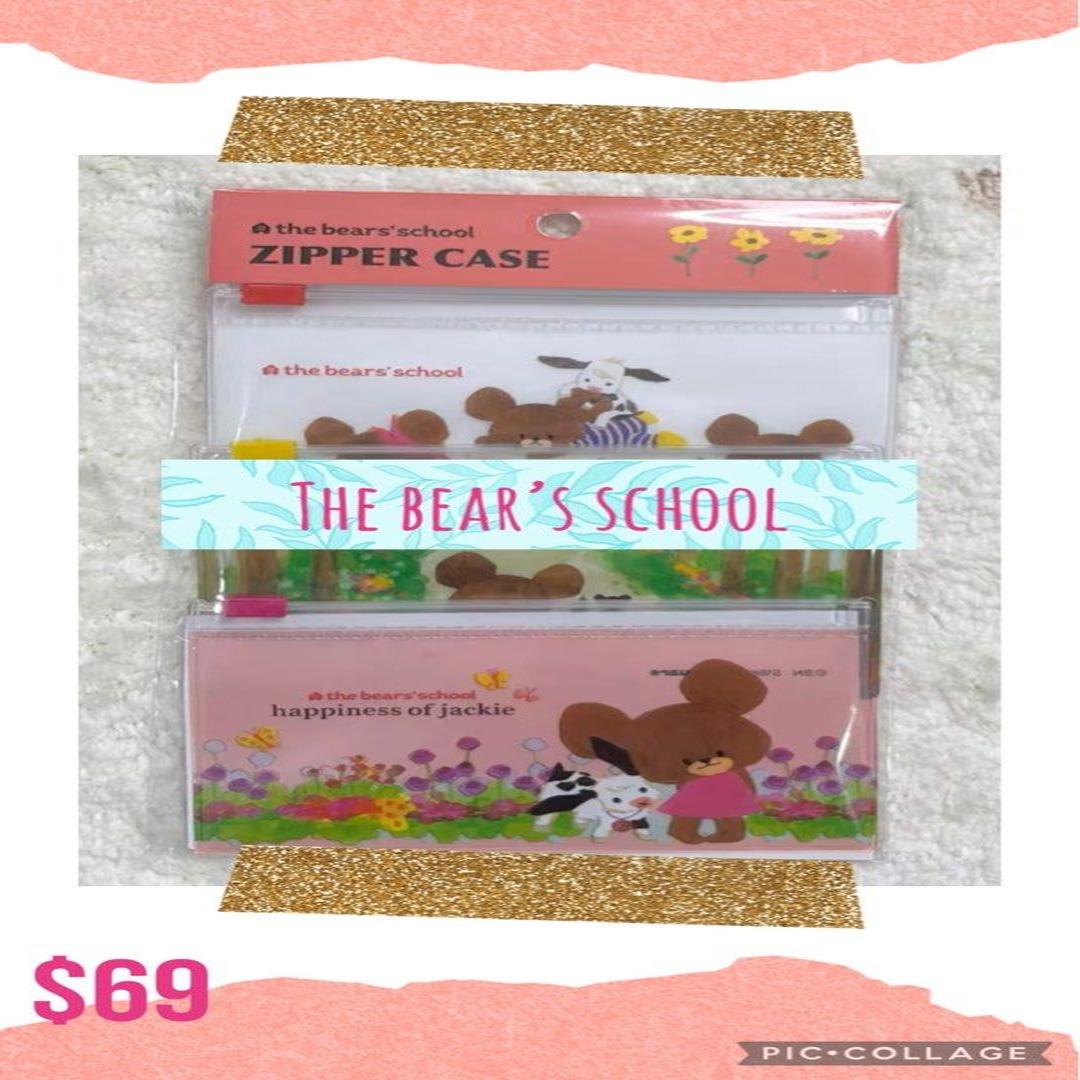 the bears' school
ZIPPER CASE
the bears' school
THE BEAR'S SCHOOL
the bears' school
happiness of jackie
$69
PIC•COLLAGE